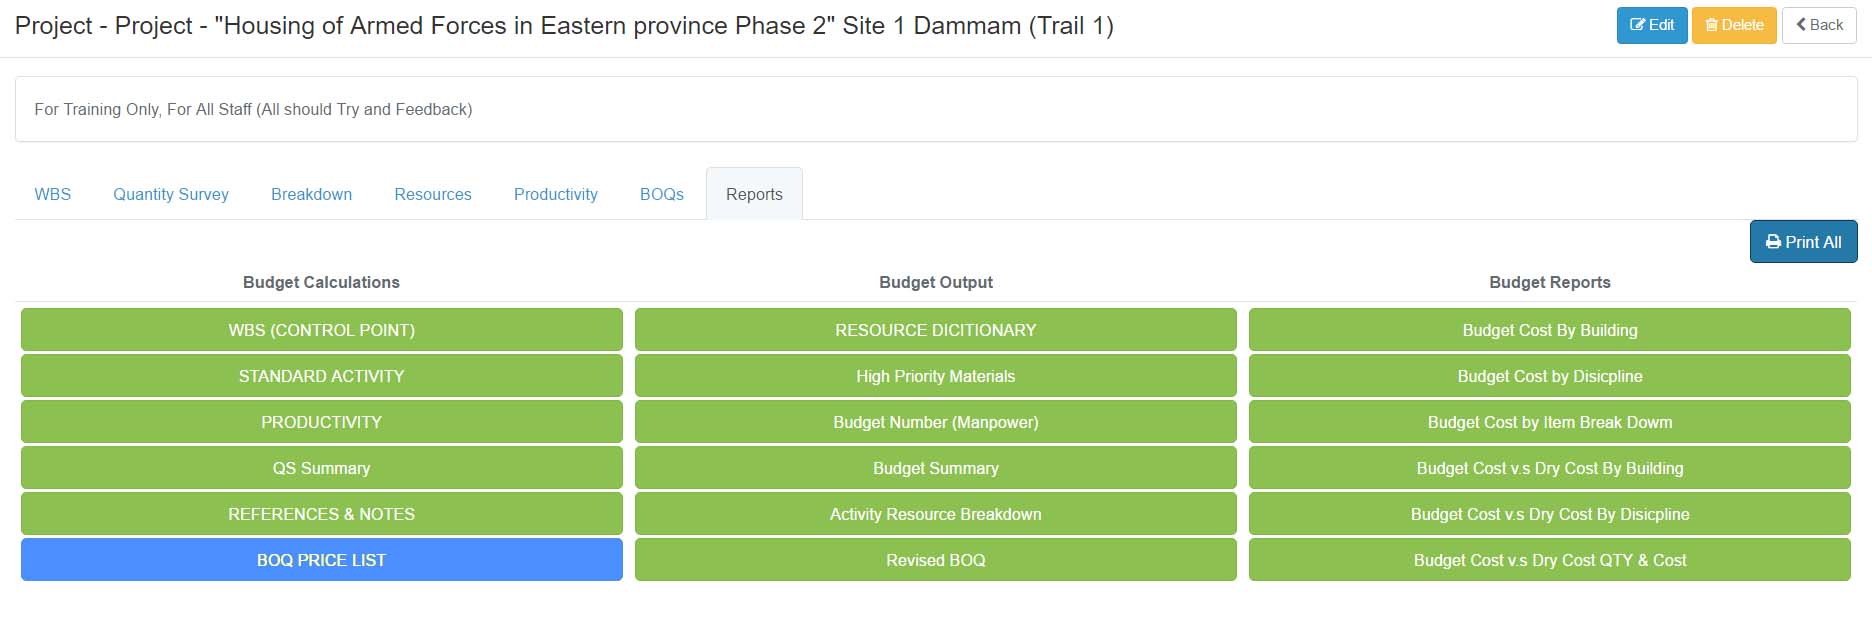 Project - Project - "Housing of Armed Forces in Eastern province Phase 2" Site 1 Dammam (Trail 1)
Edit
Delete
Back
For Training Only, For All Staff (All should Try and Feedback)
WBS
Quantity Survey
Breakdown
Resources
Productivity
BOQs
Reports
Print All
Budget Calculations
WBS (CONTROL POINT)
STANDARD ACTIVITY
PRODUCTIVITY
QS Summary
REFERENCES & NOTES
BOQ PRICE LIST
Budget Output
RESOURCE DICITIONARY
High Priority Materials
Budget Number (Manpower)
Budget Summary
Activity Resource Breakdown
Revised BOQ
Budget Reports
Budget Cost By Building
Budget Cost by Disicpline
Budget Cost by Item Break Dowm
Budget Cost v.s Dry Cost By Building
Budget Cost v.s Dry Cost By Disicpline
Budget Cost v.s Dry Cost QTY & Cost